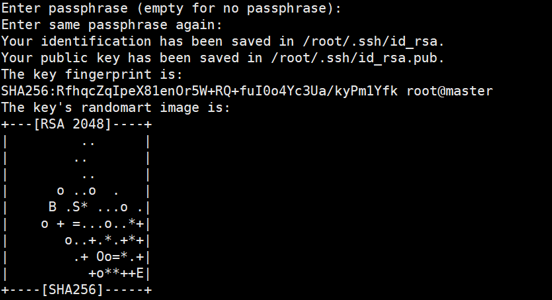 Enter passphrase (empty for no passphrase):
Enter same passphrase again:
Your identification has been saved in /root/.ssh/id_rsa.
Your public key has been saved in /root/.ssh/id_rsa.pub.
The key fingerprint is:
SHA256:RfhqcZqIpeX81enOr5W+RQ+fuI0o4Yc3Ua/kyPm1Yfk root@master
The key's randomart image is:
+---[RSA 2048]----+
|         ..      |
|        ..       |
|         ..      |
|      o ..o  .   |
|     B .S* ...o .|
|    o + =...o..*+|
|       o..+.*.+*+|
|        .+ Oo=*.+|
|          +o**++E|
+----[SHA256]-----+